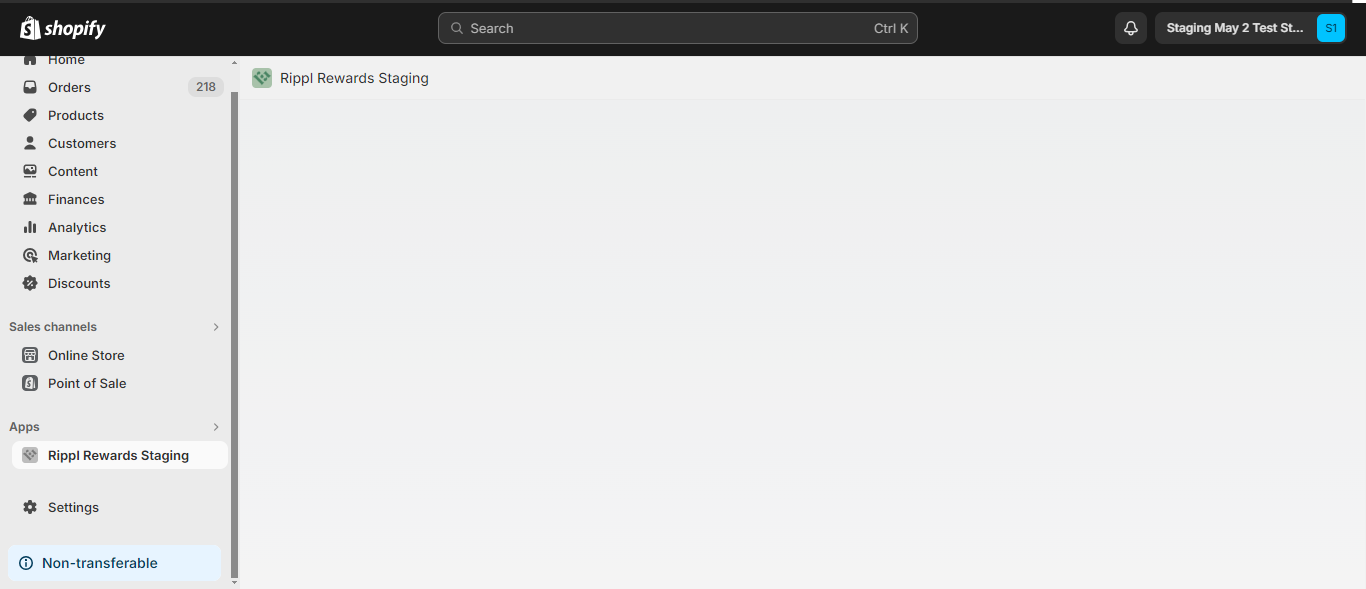 shopify
Search
Ctrl K
Staging May 2 Test St...
S1
Home
Orders
218
Products
Customers
Content
Finances
Analytics
Marketing
Discounts
Sales channels
Online Store
Point of Sale
Apps
Rippl Rewards Staging
Settings
Non-transferable
Rippl Rewards Staging